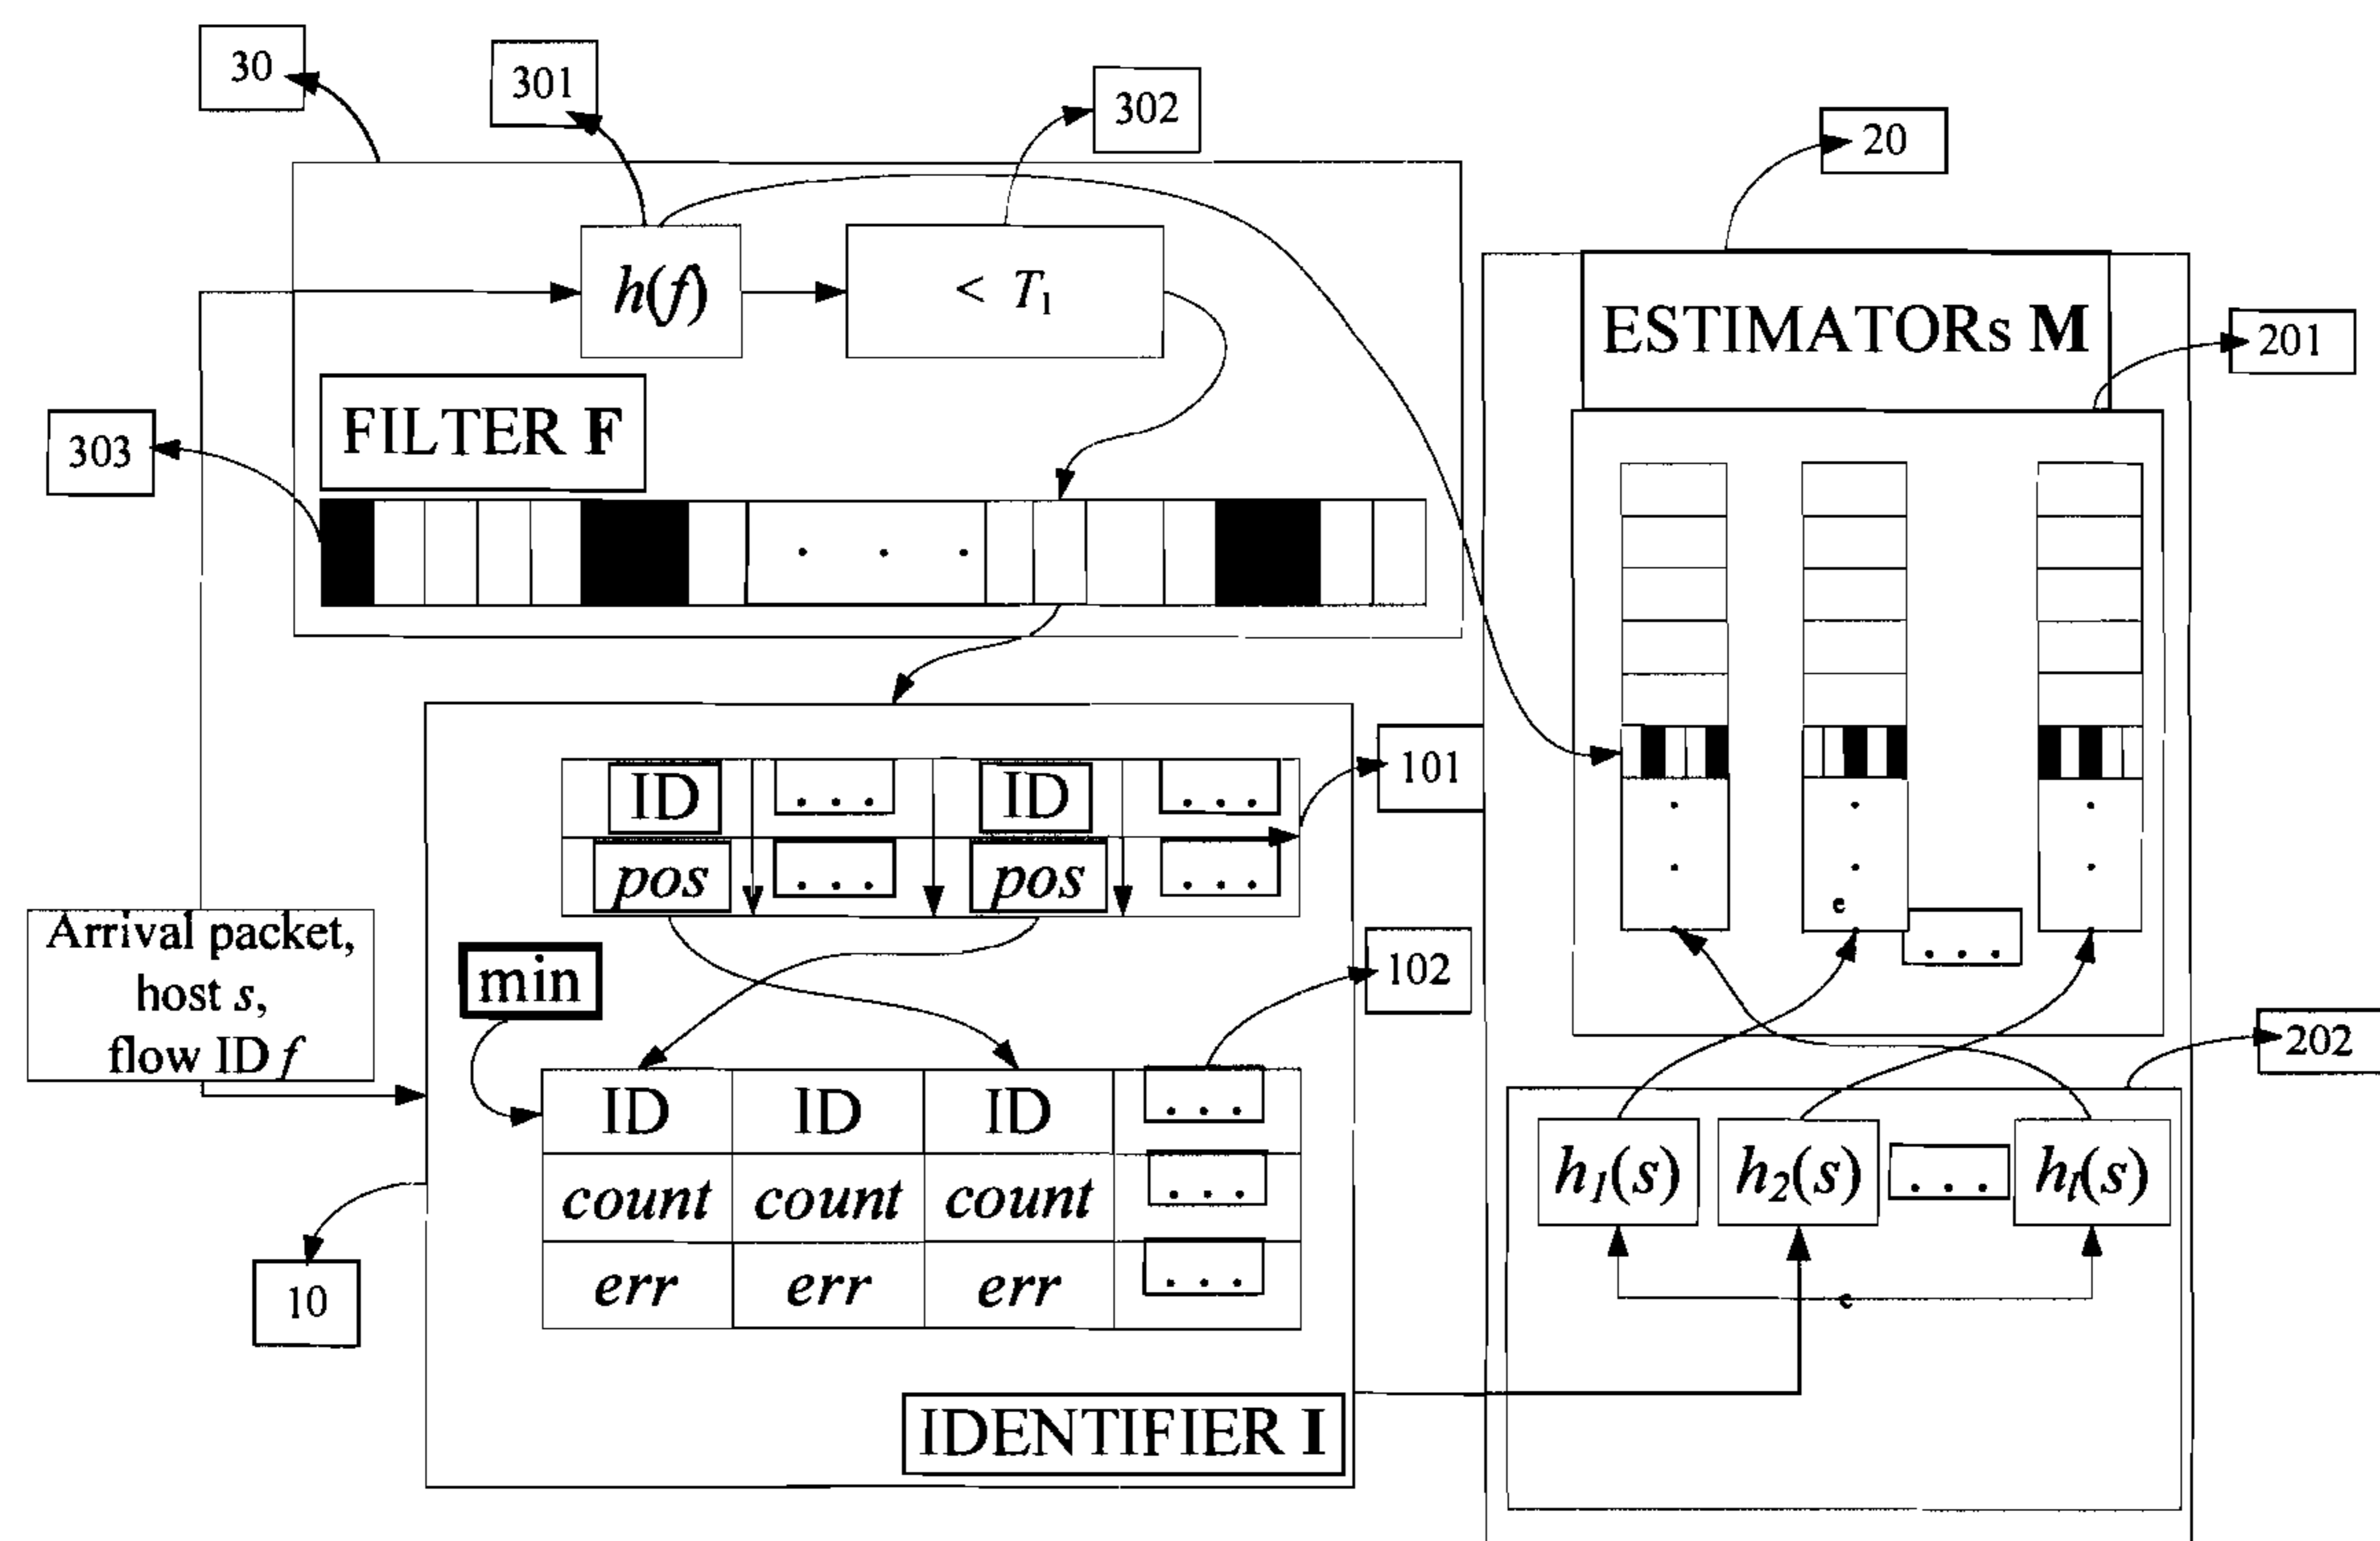 30
301
302
20
h(f)
< T1
ESTIMATORs M
201
303
FILTER F
. . .
ID
. . .
ID
. . .
101
pos
. . .
pos
. . .
Arrival packet,
host s,
flow ID f
min
102
. . .
ID
ID
ID
. . .
202
count
count
count
. . .
h1(s)
h2(s)
. . .
hl(s)
err
err
err
. . .
10
IDENTIFIER I